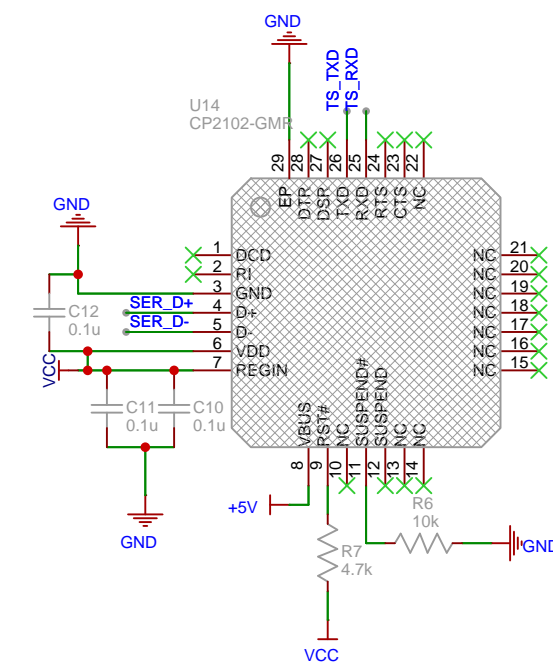 GND
TS_TXD
TS_RXD
U14
CP2102-GMR
29
28
27
26
25
24
23
22
EP
DTR
DSR
TXD
RXD
RTS
CTS
NC
GND
1
DCD
2
RI
3
GND
SER_D+
4
D+
SER_D-
5
D-
6
VDD
7
REGIN
C12
0.1u
VCC
C11
0.1u
C10
0.1u
GND
NC
21
NC
20
NC
19
NC
18
NC
17
NC
16
NC
15
VBUS
RST#
NC
SUSPEND#
SUSPEND
NC
NC
8
9
10
11
12
13
14
+5V
R6
10k
GND
R7
4.7k
VCC